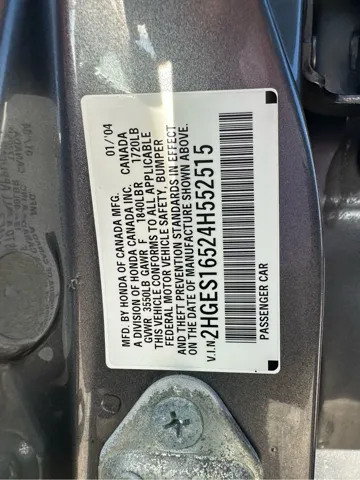 MFD. BY HONDA OF CANADA MFG. 01/'04
A DIVISION OF HONDA CANADA INC. CANADA
GVWR 3550LB GAWR F 1840LBR 1720LB
THIS VEHICLE CONFORMS TO ALL APPLICABLE
FEDERAL MOTOR VEHICLE SAFETY, BUMPER
AND THEFT PREVENTION STANDARDS IN EFFECT
ON THE DATE OF MANUFACTURE SHOWN ABOVE.
V.I.N. 2HGES16524H552515
PASSENGER CAR